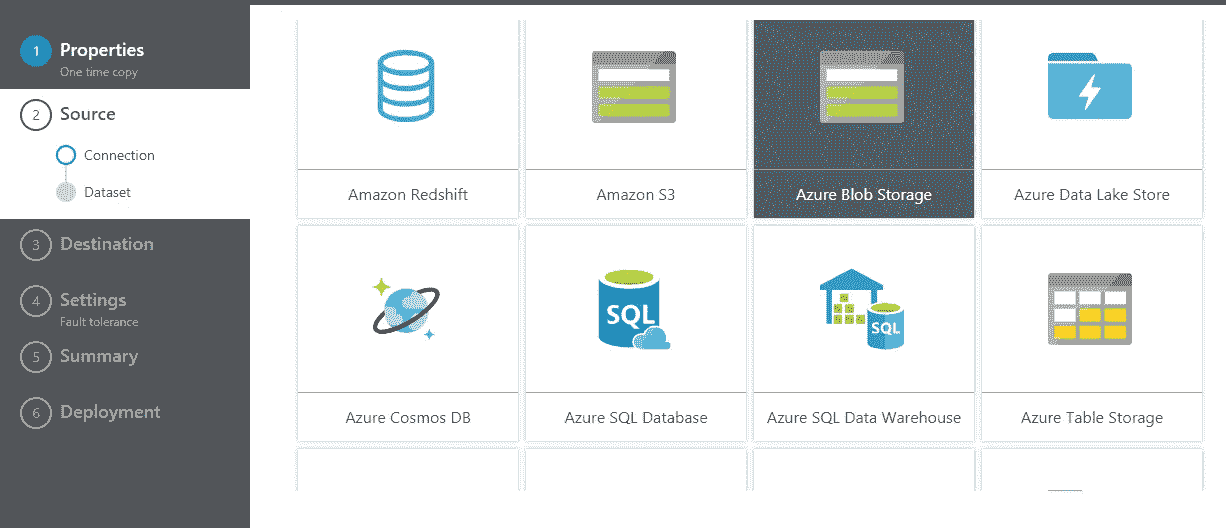 1 Properties
One time copy
2 Source
Connection
Dataset
3 Destination
4 Settings
Fault tolerance
5 Summary
6 Deployment
Amazon Redshift
Amazon S3
Azure Blob Storage
Azure Data Lake Store
Azure Cosmos DB
SQL
Azure SQL Database
SQL
Azure SQL Data Warehouse
Azure Table Storage